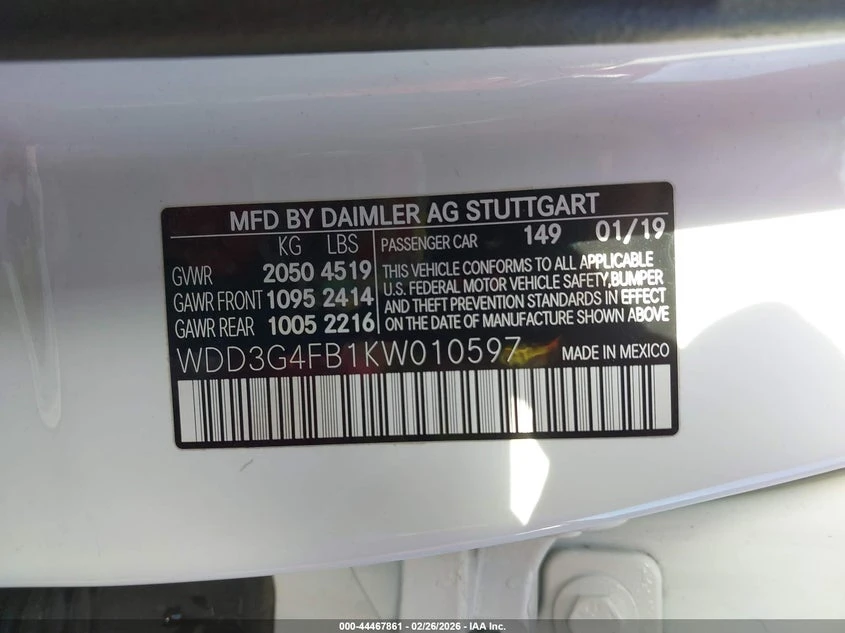 MFD BY DAIMLER AG STUTTGART
KG LBS PASSENGER CAR 149 01/19
GVWR 2050 4519
GAWR FRONT 1095 2414
GAWR REAR 1005 2216
THIS VEHICLE CONFORMS TO ALL APPLICABLE
U.S. FEDERAL MOTOR VEHICLE SAFETY, BUMPER
AND THEFT PREVENTION STANDARDS IN EFFECT
ON THE DATE OF MANUFACTURE SHOWN ABOVE
WDD3G4FB1KW010597 MADE IN MEXICO
000-44467861 | 02/26/2026 - IAA Inc.